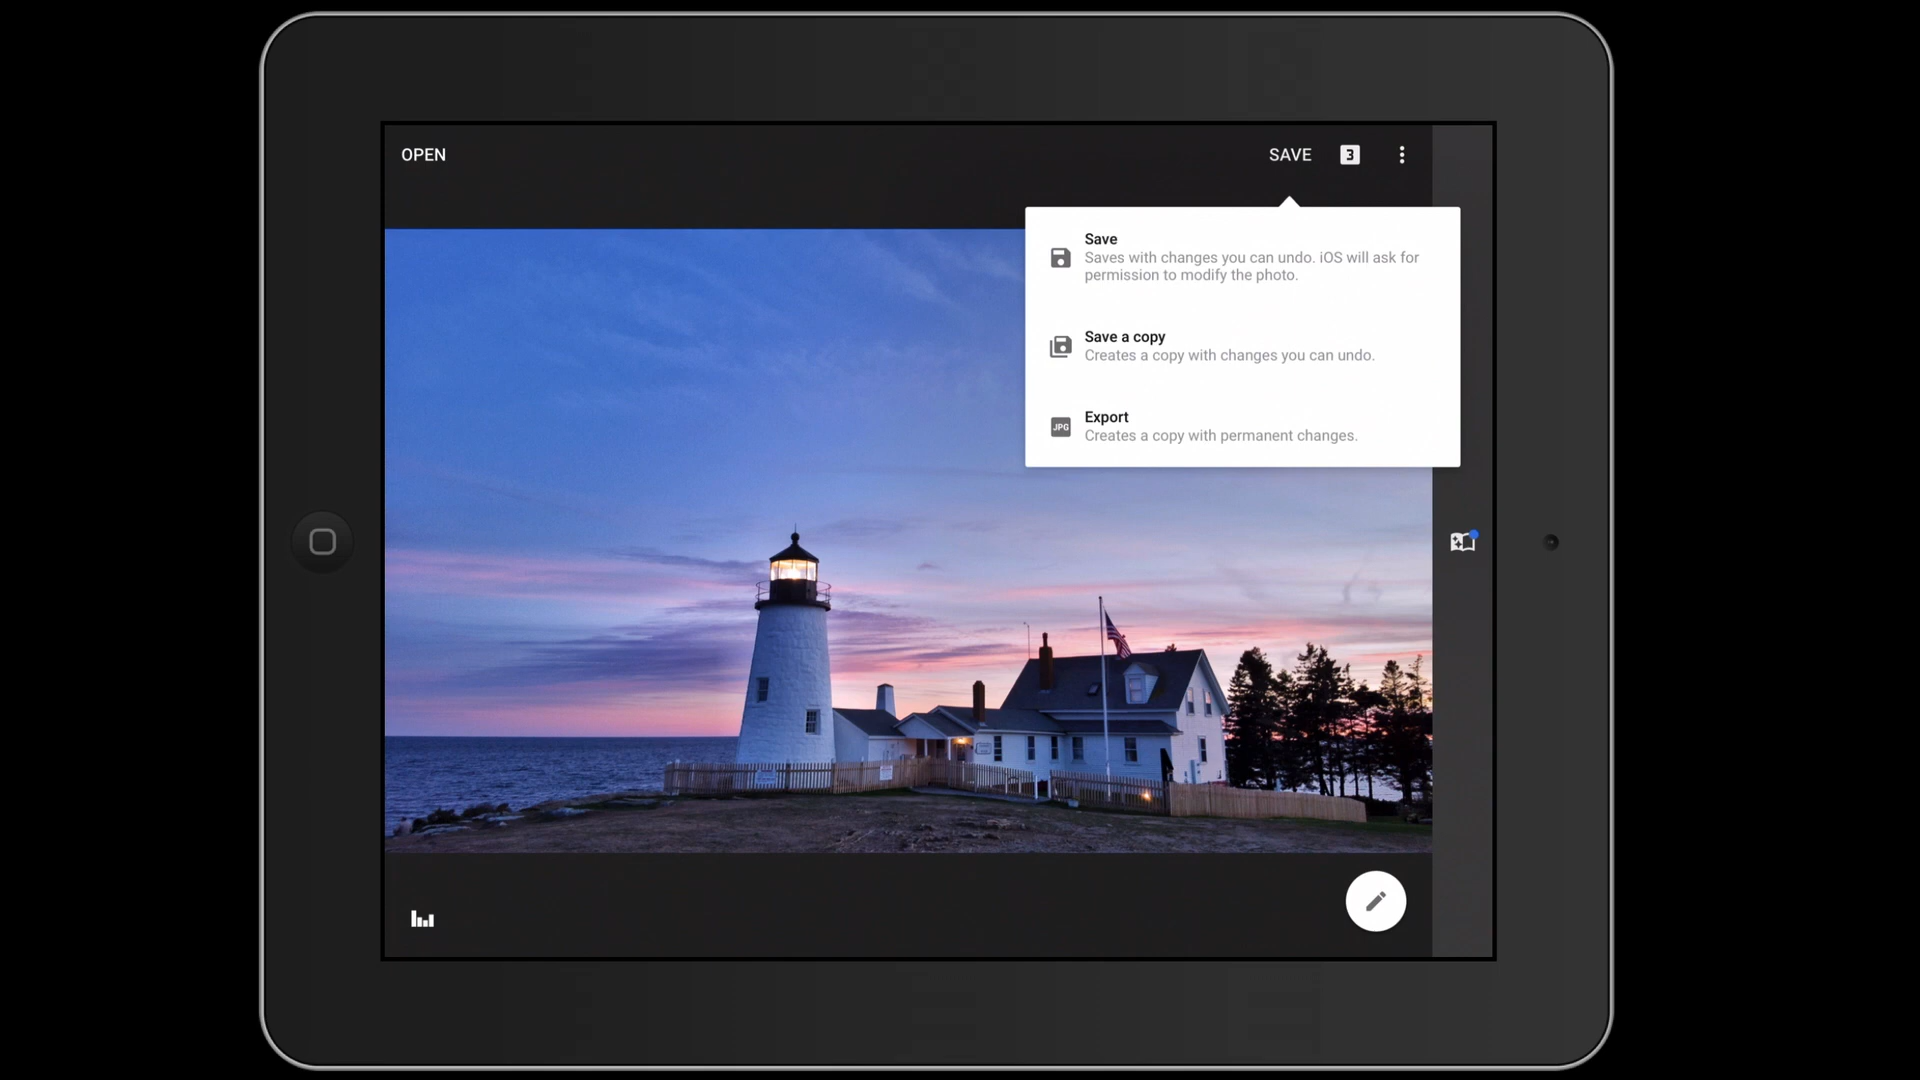 OPEN
SAVE
3
Save
Saves with changes you can undo. iOS will ask for
permission to modify the photo.
Save a copy
Creates a copy with changes you can undo.
JPG
Export
Creates a copy with permanent changes.